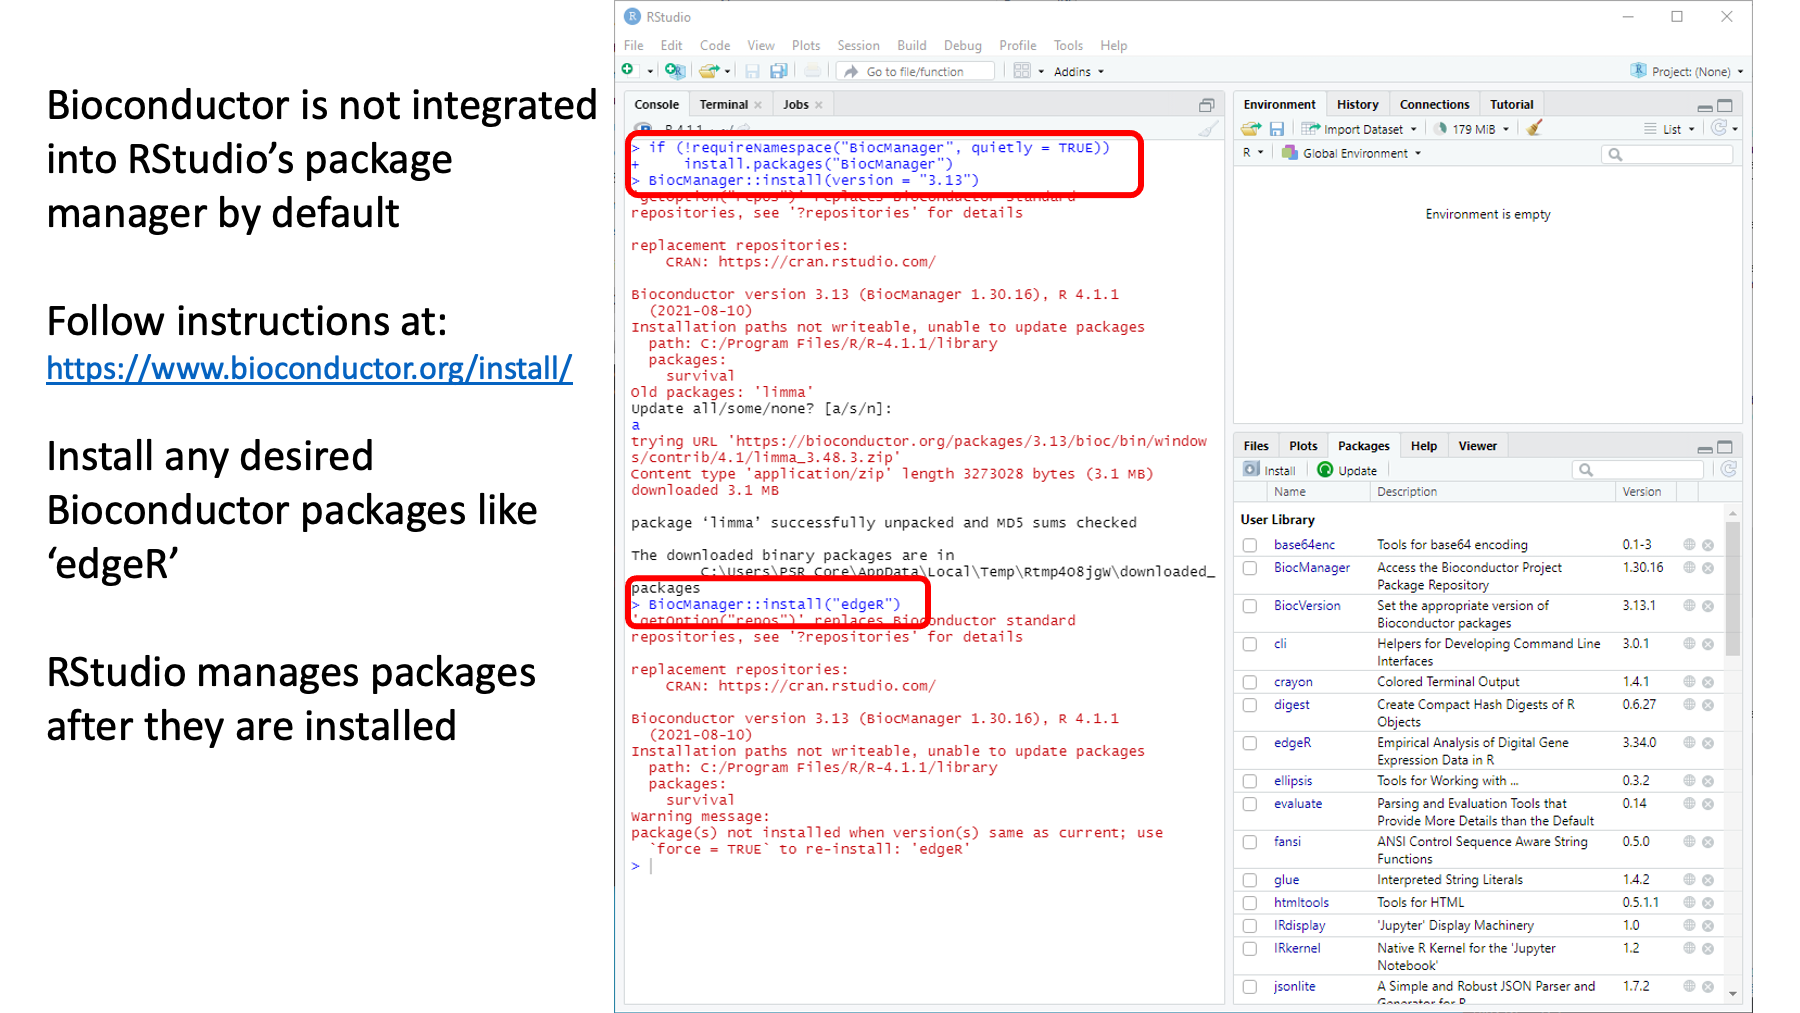 Bioconductor is not integrated
into RStudio’s package
manager by default
Follow instructions at:
https://www.bioconductor.org/install/
Install any desired
Bioconductor packages like
‘edgeR’
RStudio manages packages
after they are installed
RStudio
File Edit Code View Plots Session Build Debug Profile Tools Help
Go to file/function Addins Project: (None)
Console Terminal Jobs
R 4.1.1
> if (!requireNamespace("BiocManager", quietly = TRUE))
+ install.packages("BiocManager")
> BiocManager::install(version = "3.13")
'getOption("repos")' replaces Bioconductor standard
repositories, see '?repositories' for details
replacement repositories:
CRAN: https://cran.rstudio.com/
Bioconductor version 3.13 (BiocManager 1.30.16), R 4.1.1
(2021-08-10)
Installation paths not writeable, unable to update packages
path: C:/Program Files/R/R-4.1.1/library
packages:
survival
Old packages: 'limma'
Update all/some/none? [a/s/n]:
a
trying URL 'https://bioconductor.org/packages/3.13/bioc/bin/window
s/contrib/4.1/limma_3.48.3.zip'
Content type 'application/zip' length 3273028 bytes (3.1 MB)
downloaded 3.1 MB
package ‘limma’ successfully unpacked and MD5 sums checked
The downloaded binary packages are in
C:\Users\PSR Core\AppData\Local\Temp\Rtmp4O8jgW\downloaded_
packages
> BiocManager::install("edgeR")
'getOption("repos")' replaces Bioconductor standard
repositories, see '?repositories' for details
replacement repositories:
CRAN: https://cran.rstudio.com/
Bioconductor version 3.13 (BiocManager 1.30.16), R 4.1.1
(2021-08-10)
Installation paths not writeable, unable to update packages
path: C:/Program Files/R/R-4.1.1/library
packages:
survival
Warning message:
package(s) not installed when version(s) same as current; use
`force = TRUE` to re-install: 'edgeR'
>
Environment History Connections Tutorial
Import Dataset 179 MiB List
R Global Environment
Environment is empty
Files Plots Packages Help Viewer
Install Update
Name Description Version
User Library
base64enc Tools for base64 encoding 0.1-3
BiocManager Access the Bioconductor Project 1.30.16
Package Repository
BiocVersion Set the appropriate version of 3.13.1
Bioconductor packages
cli Helpers for Developing Command Line 3.0.1
Interfaces
crayon Colored Terminal Output 1.4.1
digest Create Compact Hash Digests of R 0.6.27
Objects
edgeR Empirical Analysis of Digital Gene 3.34.0
Expression Data in R
ellipsis Tools for Working with ... 0.3.2
evaluate Parsing and Evaluation Tools that 0.14
Provide More Details than the Default
fansi ANSI Control Sequence Aware String 0.5.0
Functions
glue Interpreted String Literals 1.4.2
htmltools Tools for HTML 0.5.1.1
IRdisplay 'Jupyter' Display Machinery 1.0
IRkernel Native R Kernel for the 'Jupyter 1.2
Notebook'
jsonlite A Simple and Robust JSON Parser and 1.7.2
Generator for R